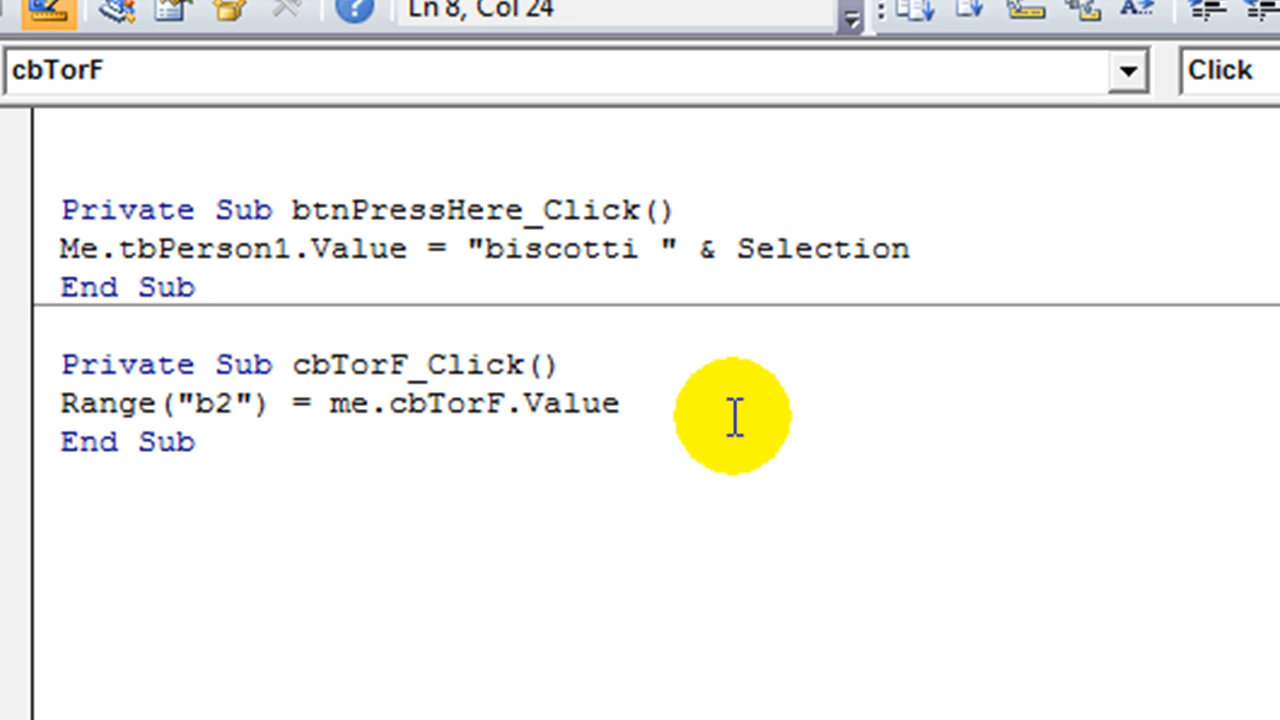 Ln 8, Col 24
cbTorF
Click
Private Sub btnPressHere_Click()
Me.tbPerson1.Value = "biscotti " & Selection
End Sub
Private Sub cbTorF_Click()
Range("b2") = me.cbTorF.Value
End Sub